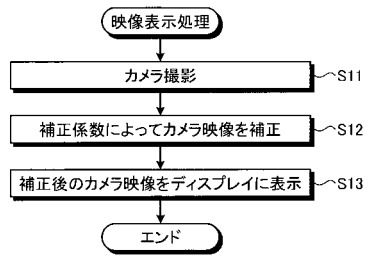 映像表示処理
カメラ撮影
S11
補正係数によってカメラ映像を補正
S12
補正後のカメラ映像をディスプレイに表示
S13
エンド